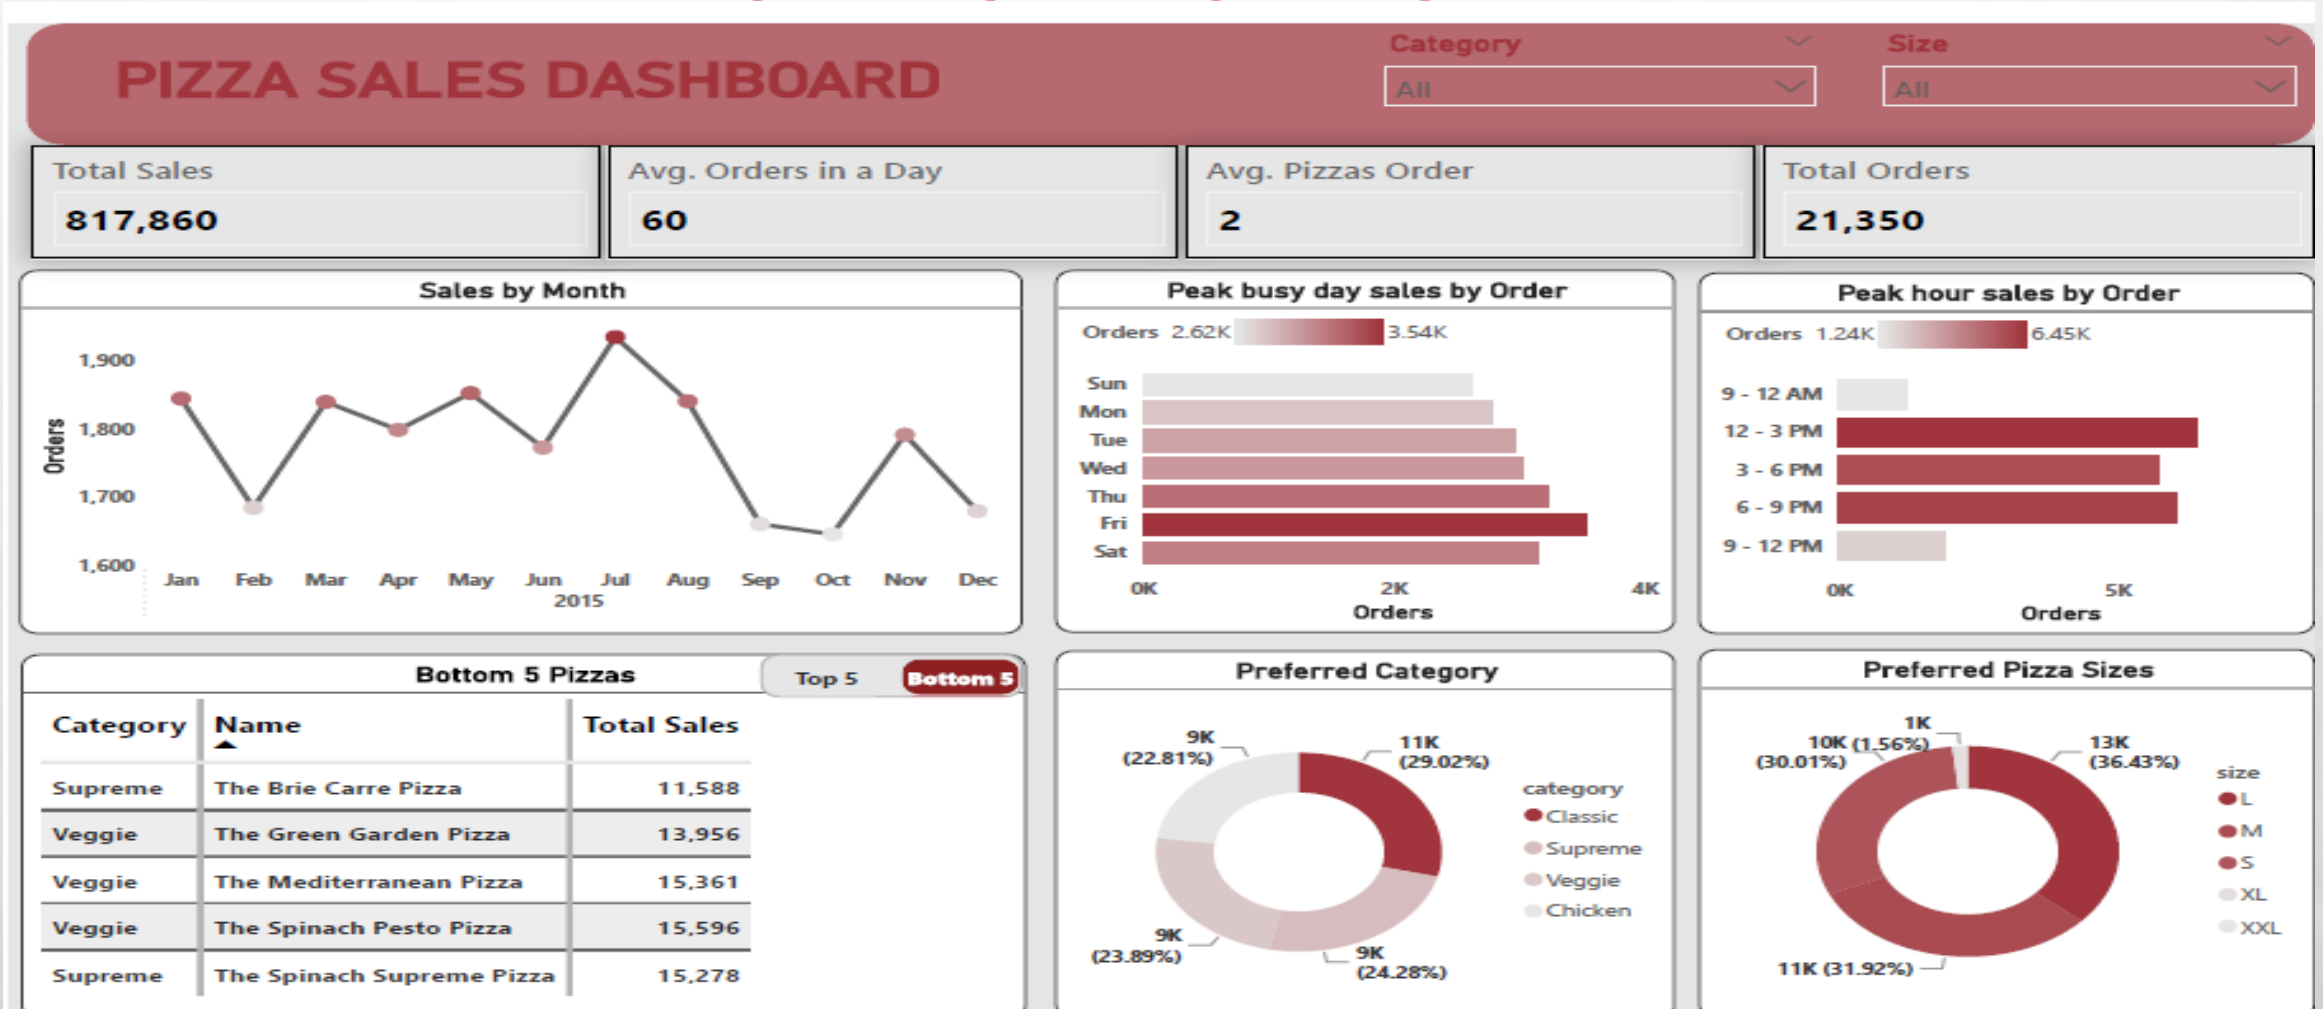 PIZZA SALES DASHBOARD
Category
All
Size
All
Total Sales
817,860
Avg. Orders in a Day
60
Avg. Pizzas Order
2
Total Orders
21,350
Sales by Month
Orders
1,900
1,800
1,700
1,600
Jan Feb Mar Apr May Jun Jul Aug Sep Oct Nov Dec
2015
Peak busy day sales by Order
Orders 2.62K 3.54K
Sun
Mon
Tue
Wed
Thu
Fri
Sat
0K 2K 4K
Orders
Peak hour sales by Order
Orders 1.24K 6.45K
9 - 12 AM
12 - 3 PM
3 - 6 PM
6 - 9 PM
9 - 12 PM
0K 5K
Orders
Bottom 5 Pizzas
Top 5 Bottom 5
Category Name Total Sales
Supreme The Brie Carre Pizza 11,588
Veggie The Green Garden Pizza 13,956
Veggie The Mediterranean Pizza 15,361
Veggie The Spinach Pesto Pizza 15,596
Supreme The Spinach Supreme Pizza 15,278
Preferred Category
9K
(22.81%)
11K
(29.02%)
9K
(23.89%)
9K
(24.28%)
category
Classic
Supreme
Veggie
Chicken
Preferred Pizza Sizes
1K
(1.56%)
10K
(30.01%)
13K
(36.43%)
11K (31.92%)
size
L
M
S
XL
XXL